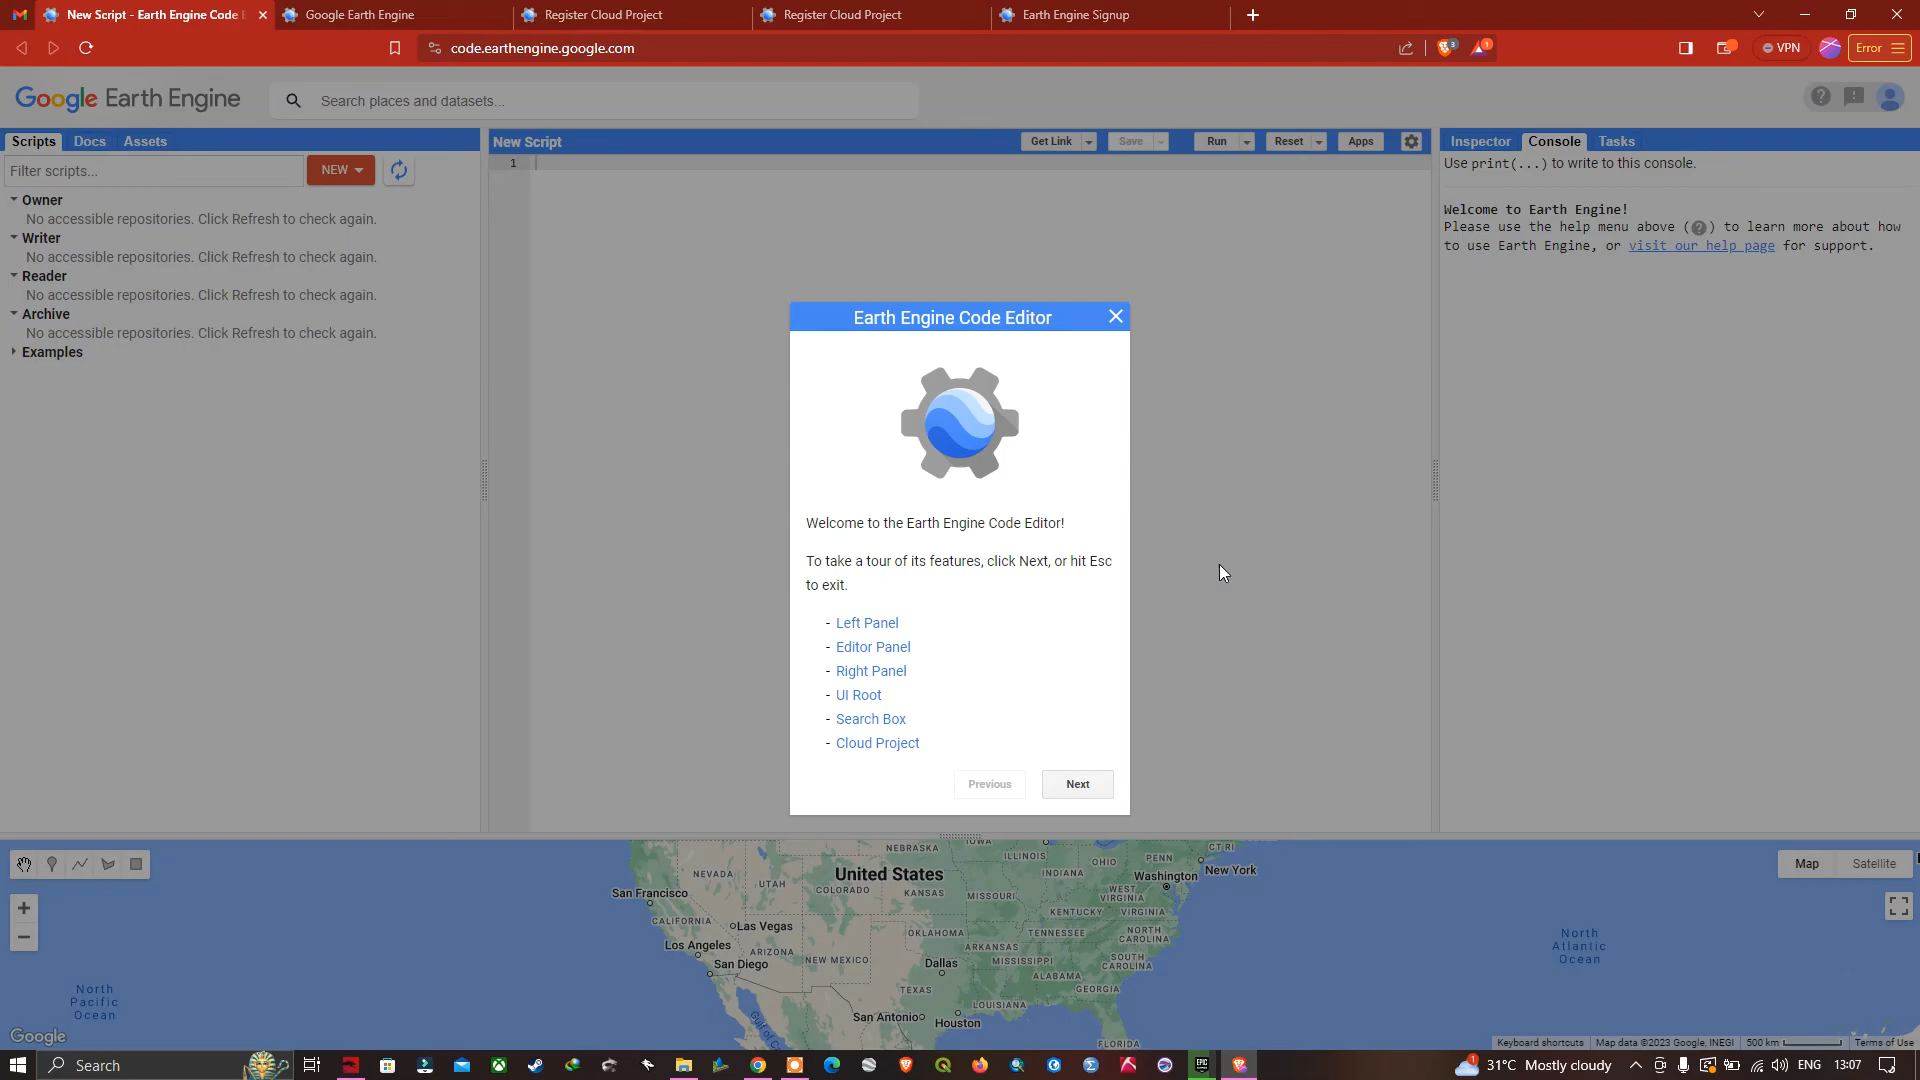 New Script - Earth Engine Code E
Google Earth Engine
Register Cloud Project
Register Cloud Project
Earth Engine Signup
code.earthengine.google.com
3
1
VPN
Error
Google Earth Engine
Search places and datasets...
Scripts
Docs
Assets
New Script
Get Link
Save
Run
Reset
Apps
Inspector
Console
Tasks
Filter scripts...
NEW
1
Use print(...) to write to this console.
Owner
No accessible repositories. Click Refresh to check again.
Writer
No accessible repositories. Click Refresh to check again.
Reader
No accessible repositories. Click Refresh to check again.
Archive
No accessible repositories. Click Refresh to check again.
Examples
Welcome to Earth Engine!
Please use the help menu above (?) to learn more about how
to use Earth Engine, or visit our help page for support.
Earth Engine Code Editor
Welcome to the Earth Engine Code Editor!
To take a tour of its features, click Next, or hit Esc
to exit.
- Left Panel
- Editor Panel
- Right Panel
- UI Root
- Search Box
- Cloud Project
Previous
Next
Map
Satellite
NEBRASKA
IOWA
ILLINOIS
OHIO
PENN
CT RI
New York
NEVADA
UTAH
United States
COLORADO
KANSAS
MISSOURI
INDIANA
WEST
VIRGINIA
Washington
San Francisco
CALIFORNIA
Las Vegas
KENTUCKY
VIRGINIA
Los Angeles
ARIZONA
NEW MEXICO
OKLAHOMA
ARKANSAS
TENNESSEE
NORTH
CAROLINA
San Diego
Dallas
MISSISSIPPI
SOUTH
CAROLINA
ALABAMA
TEXAS
GEORGIA
LOUISIANA
San Antonio
Houston
FLORIDA
Gulf of C
North
Pacific
Ocean
North
Atlantic
Ocean
Google
Keyboard shortcuts
Map data ©2023 Google, INEGI
500 km
Terms of Use
Search
EPIC
1
31°C Mostly cloudy
ENG
13:07